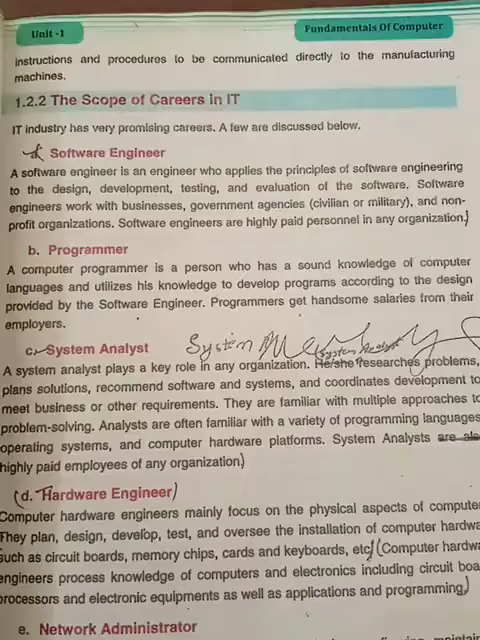 Unit -1
Fundamentals Of Computer
instructions and procedures to be communicated directly to the manufacturing
machines.
1.2.2 The Scope of Careers in IT
IT industry has very promising careers. A few are discussed below.
Software Engineer
A software engineer is an engineer who applies the principles of software engineering
to the design, development, testing, and evaluation of the software. Software
engineers work with businesses, government agencies (civilian or military), and non-
profit organizations. Software engineers are highly paid personnel in any organization.)
b. Programmer
A computer programmer is a person who has a sound knowledge of computer
languages and utilizes his knowledge to develop programs according to the design
provided by the Software Engineer. Programmers get handsome salaries from their
employers.
System
(System Analyst
c. System Analyst
A system analyst plays a key role in any organization. He/she researches problems,
plans solutions, recommend software and systems, and coordinates development to
meet business or other requirements. They are familiar with multiple approaches to
problem-solving. Analysts are often familiar with a variety of programming languages
operating systems, and computer hardware platforms. System Analysts are also
highly paid employees of any organization)
(d. Hardware Engineer)
Computer hardware engineers mainly focus on the physical aspects of compute
They plan, design, develop, test, and oversee the installation of computer hardwa
such as circuit boards, memory chips, cards and keyboards, etc) (Computer hardwa
engineers process knowledge of computers and electronics including circuit boa
processors and electronic equipments as well as applications and programming)
e. Network Administrator